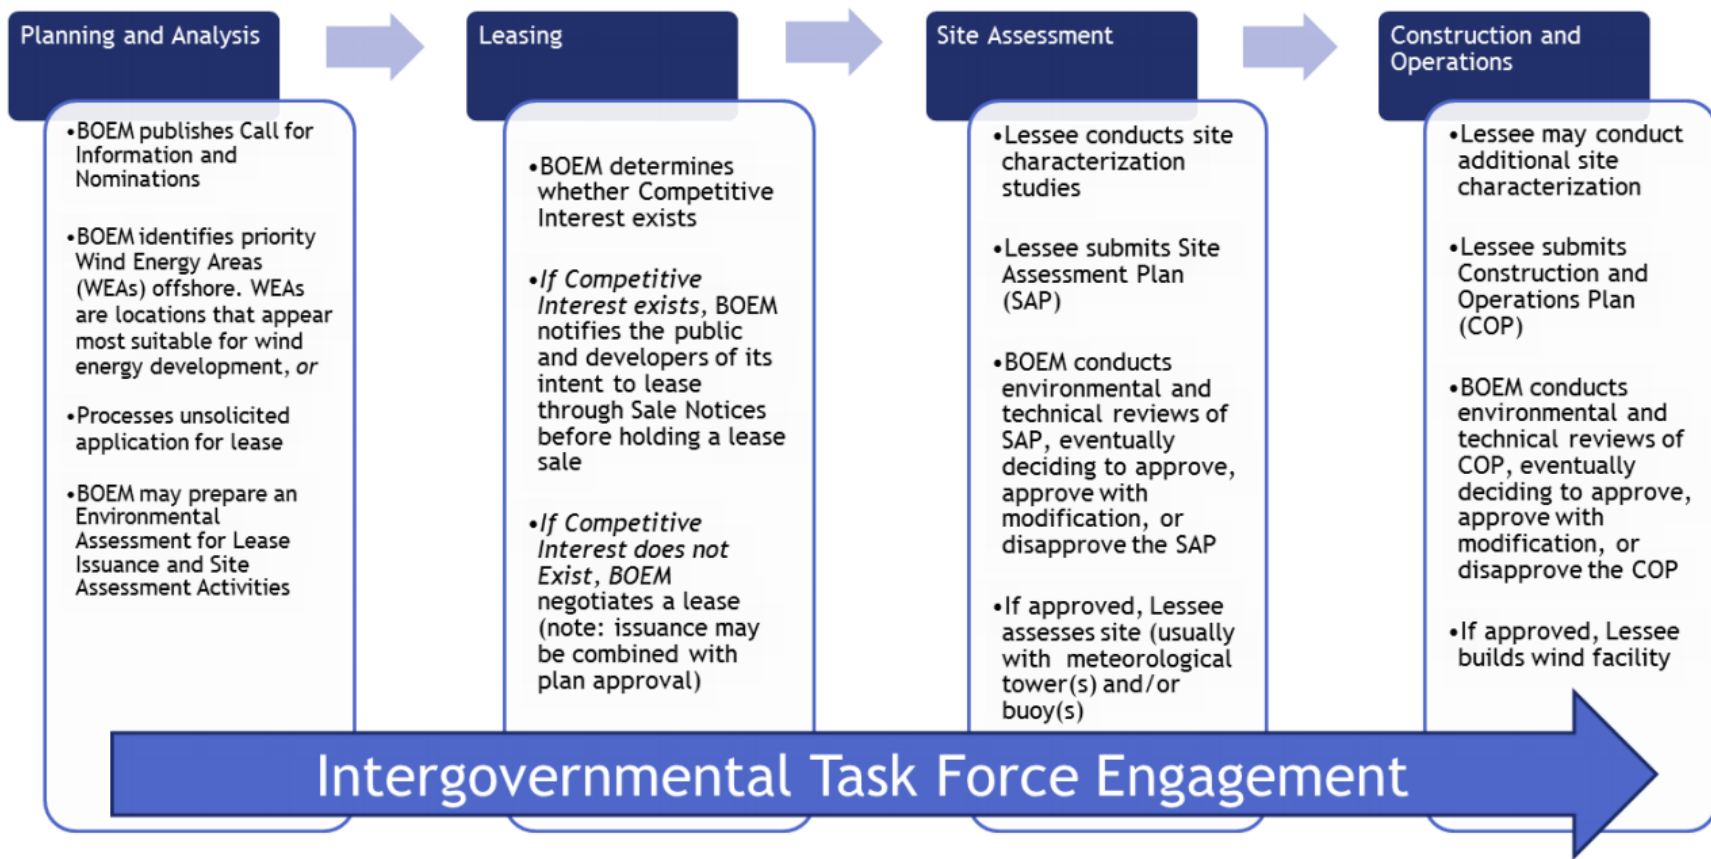 Planning and Analysis
•BOEM publishes Call for
Information and
Nominations
•BOEM identifies priority
Wind Energy Areas
(WEAs) offshore. WEAs
are locations that appear
most suitable for wind
energy development, or
•Processes unsolicited
application for lease
•BOEM may prepare an
Environmental
Assessment for Lease
Issuance and Site
Assessment Activities
Leasing
•BOEM determines
whether Competitive
Interest exists
•If Competitive
Interest exists, BOEM
notifies the public
and developers of its
intent to lease
through Sale Notices
before holding a lease
sale
•If Competitive
Interest does not
Exist, BOEM
negotiates a lease
(note: issuance may
be combined with
plan approval)
Site Assessment
•Lessee conducts site
characterization
studies
•Lessee submits Site
Assessment Plan
(SAP)
•BOEM conducts
environmental and
technical reviews of
SAP, eventually
deciding to approve,
approve with
modification, or
disapprove the SAP
•If approved, Lessee
assesses site (usually
with meteorological
tower(s) and/or
buoy(s)
Construction and
Operations
•Lessee may conduct
additional site
characterization
•Lessee submits
Construction and
Operations Plan
(COP)
•BOEM conducts
environmental and
technical reviews of
COP, eventually
deciding to approve,
approve with
modification, or
disapprove the COP
•If approved, Lessee
builds wind facility
Intergovernmental Task Force Engagement